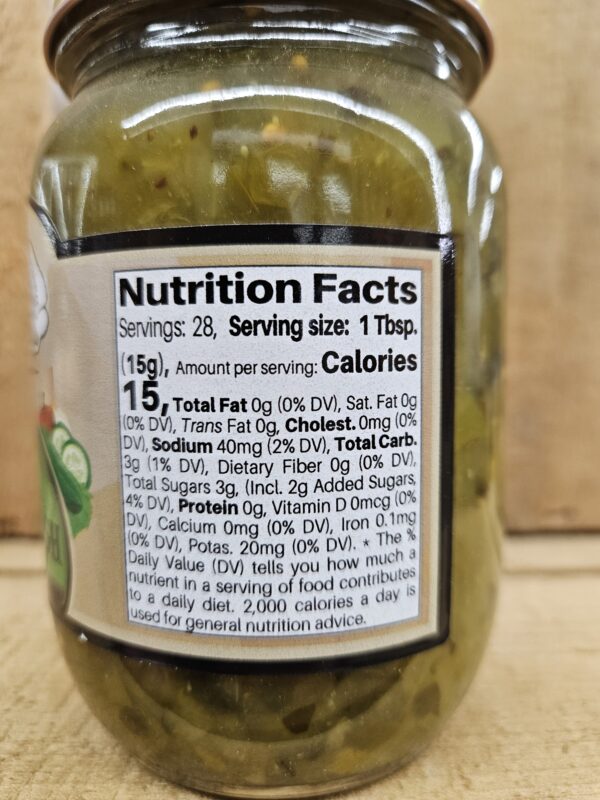 Nutrition Facts
Servings: 28, Serving size: 1 Tbsp.
(15g), Amount per serving: Calories
15, Total Fat 0g (0% DV), Sat. Fat 0g
(0% DV), Trans Fat 0g, Cholest. 0mg (0%
DV), Sodium 40mg (2% DV), Total Carb.
3g (1% DV), Dietary Fiber 0g (0% DV),
Total Sugars 3g, (Incl. 2g Added Sugars,
4% DV), Protein 0g, Vitamin D 0mcg (0%
DV), Calcium 0mg (0% DV), Iron 0.1mg
(0% DV), Potas. 20mg (0% DV). * The %
Daily Value (DV) tells you how much a
nutrient in a serving of food contributes
to a daily diet. 2,000 calories a day is
used for general nutrition advice.